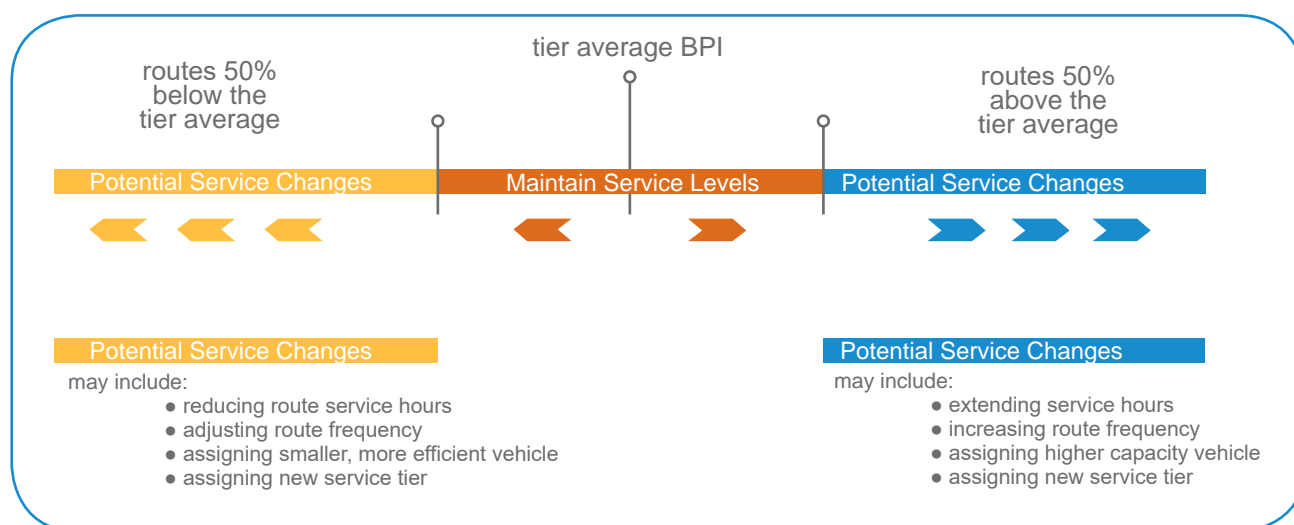 tier average BPI
routes 50%
below the
tier average
routes 50%
above the
tier average
Potential Service Changes
Maintain Service Levels
Potential Service Changes
Potential Service Changes
may include:
● reducing route service hours
● adjusting route frequency
● assigning smaller, more efficient vehicle
● assigning new service tier
Potential Service Changes
may include:
● extending service hours
● increasing route frequency
● assigning higher capacity vehicle
● assigning new service tier